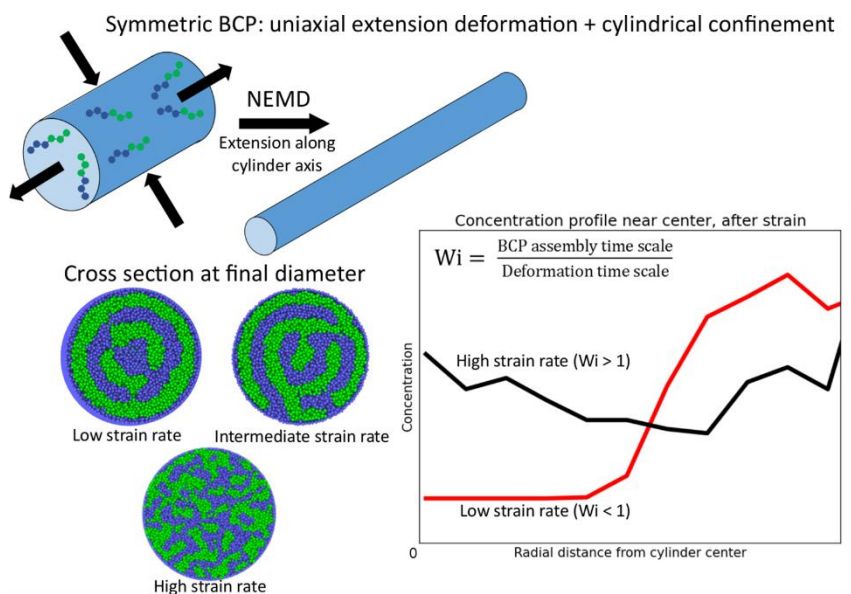 Symmetric BCP: uniaxial extension deformation + cylindrical confinement
NEMD
Extension along
cylinder axis
Cross section at final diameter
Low strain rate
Intermediate strain rate
High strain rate
Concentration profile near center, after strain
Wi = BCP assembly time scale
Deformation time scale
High strain rate (Wi > 1)
Low strain rate (Wi < 1)
Concentration
0
Radial distance from cylinder center